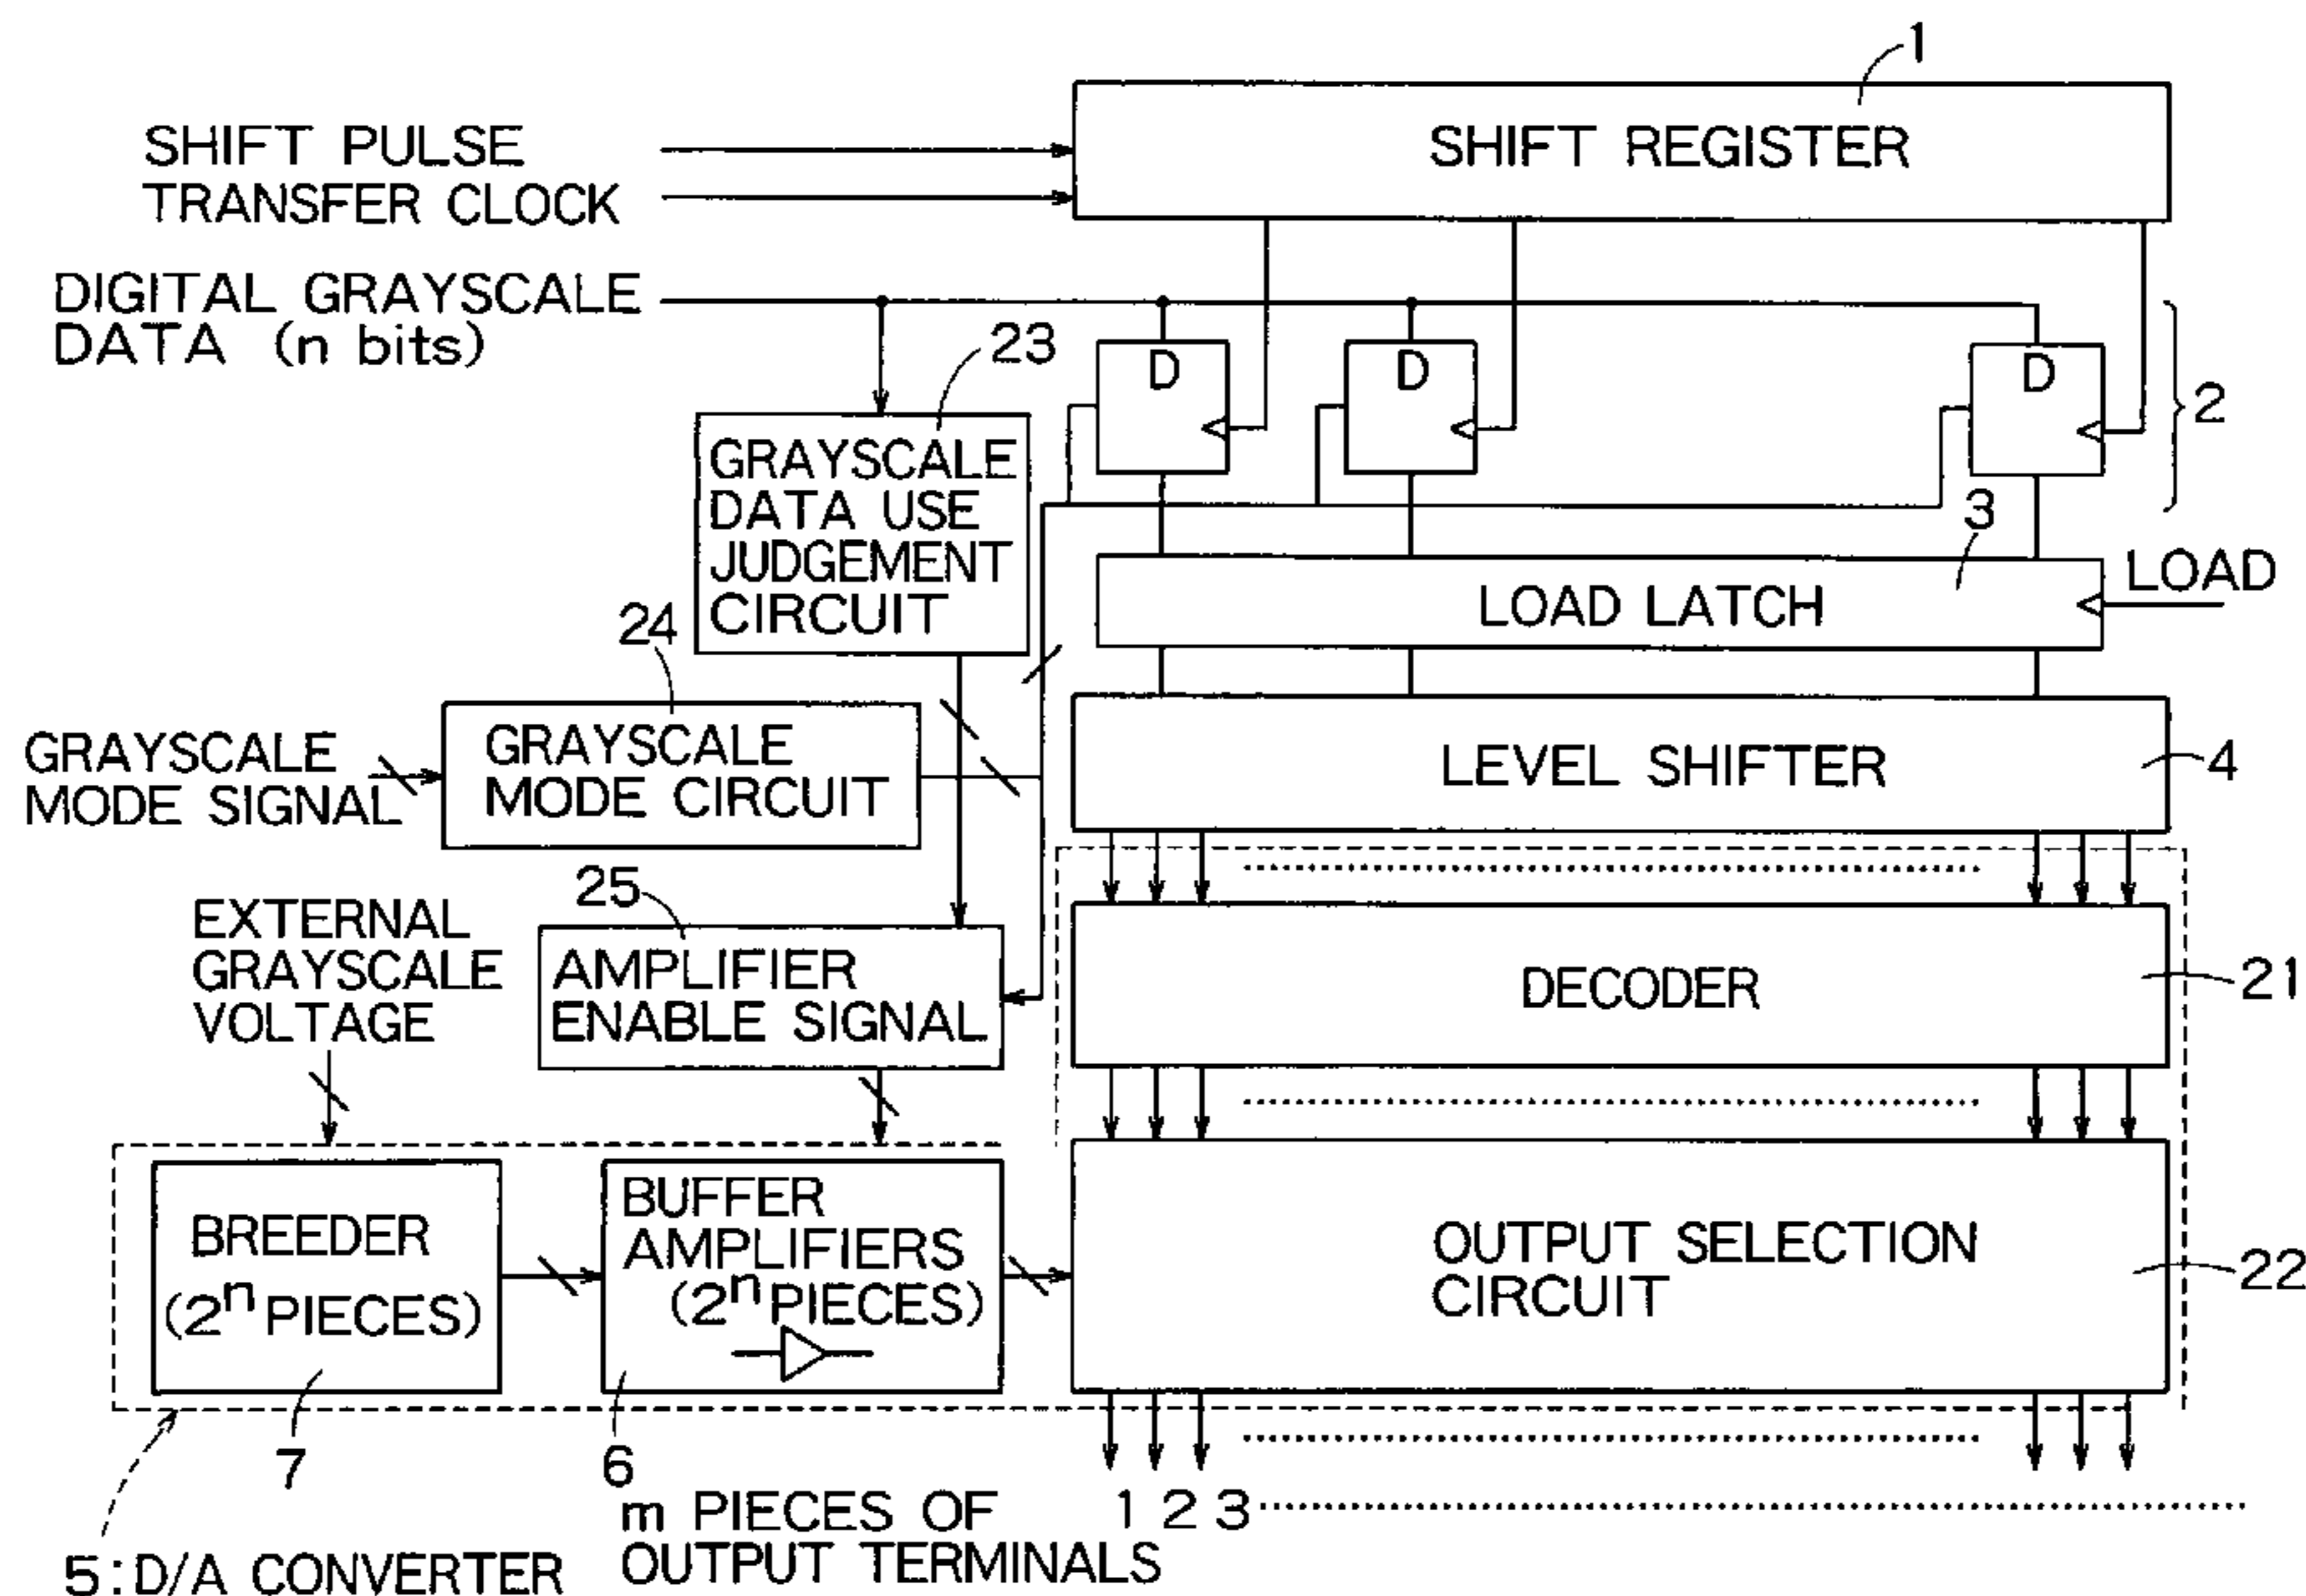 1
SHIFT REGISTER
SHIFT PULSE
TRANSFER CLOCK
DIGITAL GRAYSCALE
DATA (n bits)
23
D
D
D
2
GRAYSCALE
DATA USE
JUDGEMENT
CIRCUIT
3
LOAD
LOAD LATCH
24
GRAYSCALE
MODE SIGNAL
GRAYSCALE
MODE CIRCUIT
LEVEL SHIFTER
4
25
EXTERNAL
GRAYSCALE
VOLTAGE
AMPLIFIER
ENABLE SIGNAL
DECODER
21
BREEDER
(2^n PIECES)
BUFFER
AMPLIFIERS
(2^n PIECES)
OUTPUT SELECTION
CIRCUIT
22
7
6
m PIECES OF
OUTPUT TERMINALS
1 2 3
5:D/A CONVERTER